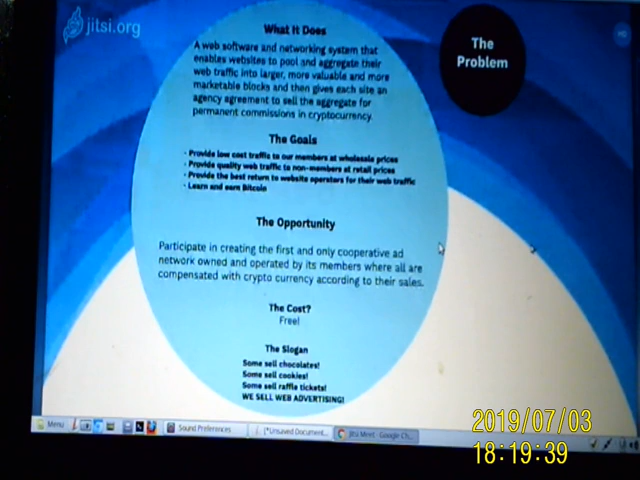 jitsi.org
What It Does
A web software and networking system that
enables websites to pool and aggregate their
web traffic into larger, more valuable and more
marketable blocks and then gives each site an
agency agreement to sell the aggregate for
permanent commissions in cryptocurrency.
The Problem
The Goals
• Provide low cost traffic to our members at wholesale prices
• Provide quality web traffic to non-members at retail prices
• Provide the best return to website operators for their web traffic
• Learn and earn Bitcoin
The Opportunity
Participate in creating the first and only cooperative ad
network owned and operated by its members where all are
compensated with crypto currency according to their sales.
The Cost?
Free!
The Slogan
Some sell chocolates!
Some sell cookies!
Some sell raffle tickets!
WE SELL WEB ADVERTISING!
Menu
Sound Preferences
[*Unsaved Document...
Jitsi Meet - Google Ch...
2019/07/03
18:19:39